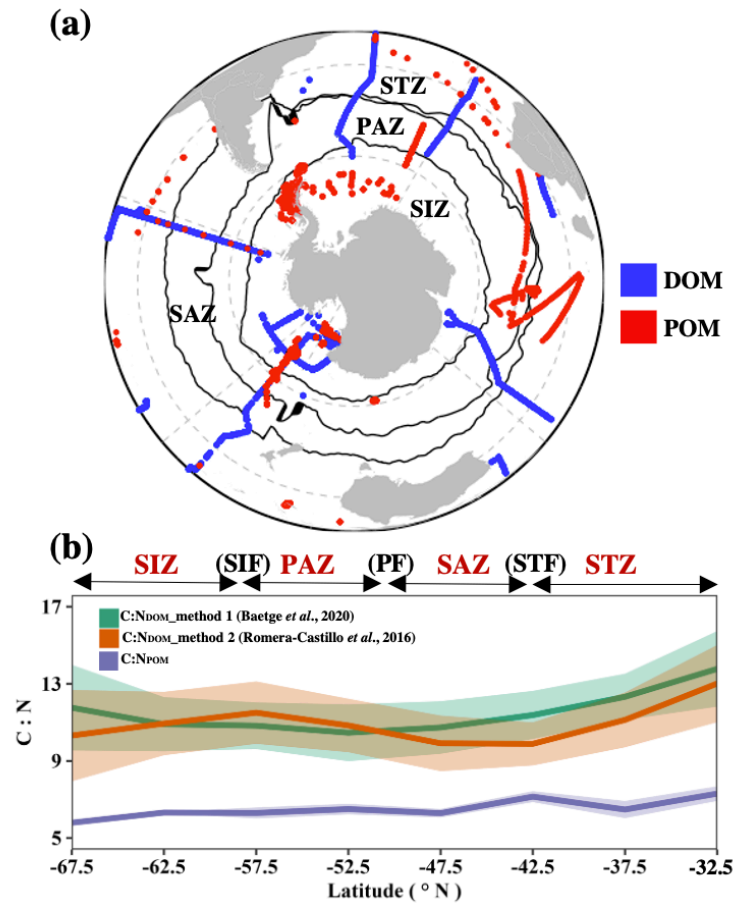 (a)
STZ
PAZ
SIZ
SAZ
DOM
POM
(b)
SIZ (SIF) PAZ (PF) SAZ (STF) STZ
C:NDOM_method 1 (Baetge et al., 2020)
C:NDOM_method 2 (Romera-Castillo et al., 2016)
C:NPOM
17
13
9
5
C : N
-67.5 -62.5 -57.5 -52.5 -47.5 -42.5 -37.5 -32.5
Latitude ( ° N )